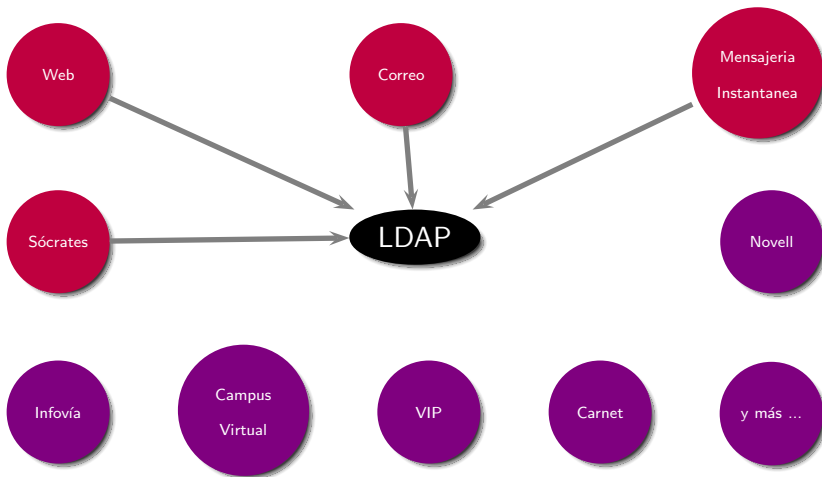 Web
Correo
Mensajeria
Instantanea
Sócrates
LDAP
Novell
Infovía
Campus
Virtual
VIP
Carnet
y más ...